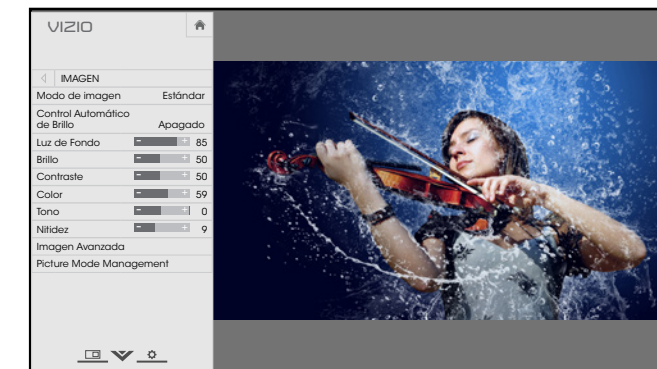 VIZIO
IMAGEN
Modo de imagen Estándar
Control Automático
de Brillo Apagado
Luz de Fondo - + 85
Brillo - + 50
Contraste - + 50
Color - + 59
Tono - + 0
Nitidez - + 9
Imagen Avanzada
Picture Mode Management